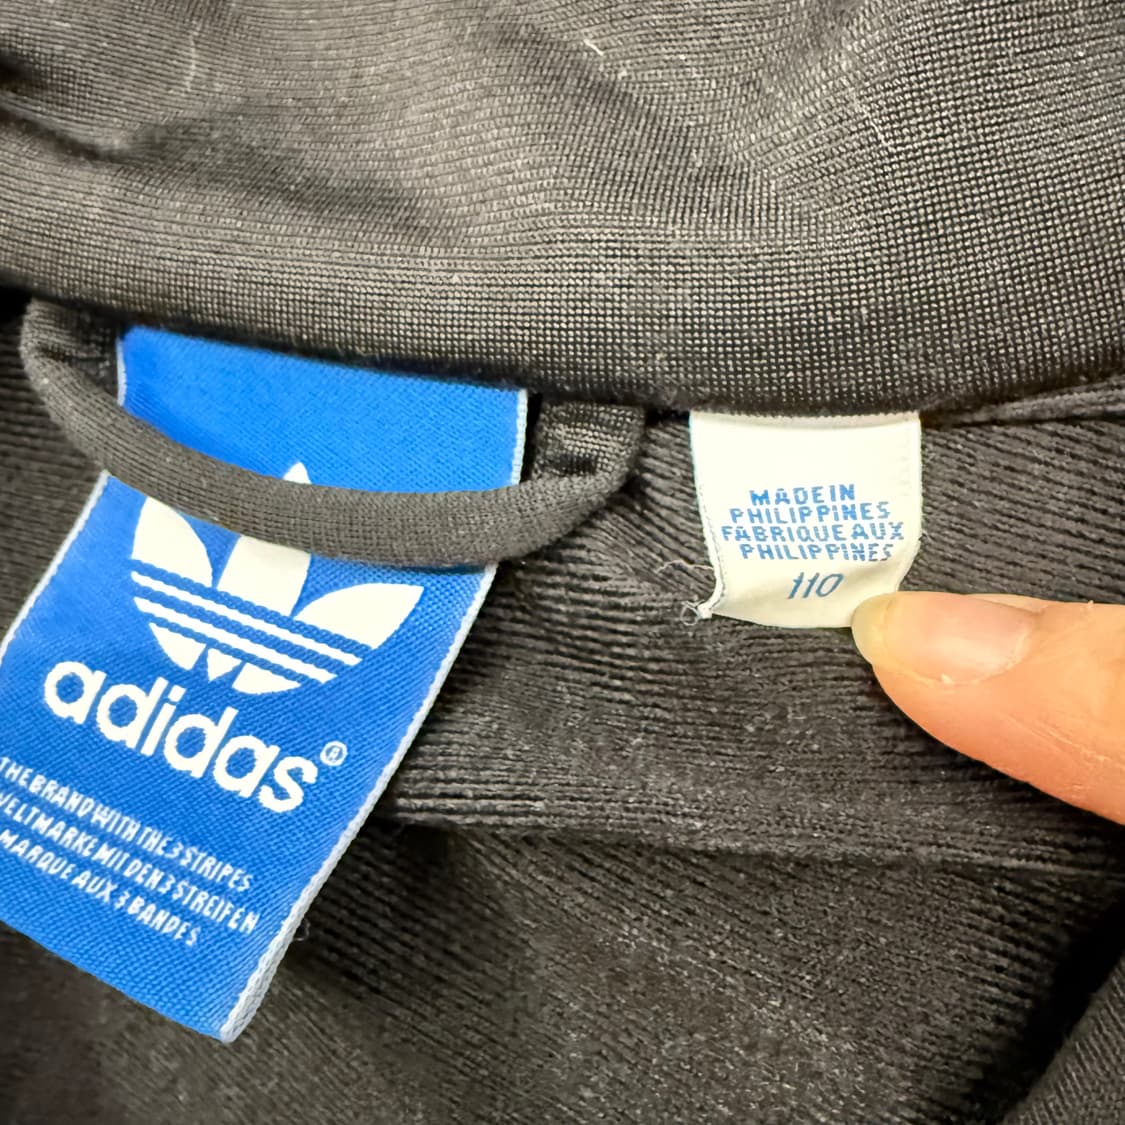 adidas®
THE BRAND WITH THE 3 STRIPES
WELTMARKE MIT DEN 3 STREIFEN
MARQUE AUX 3 BANDES
MADE IN
PHILIPPINES
FABRIQUE AUX
PHILIPPINES
110